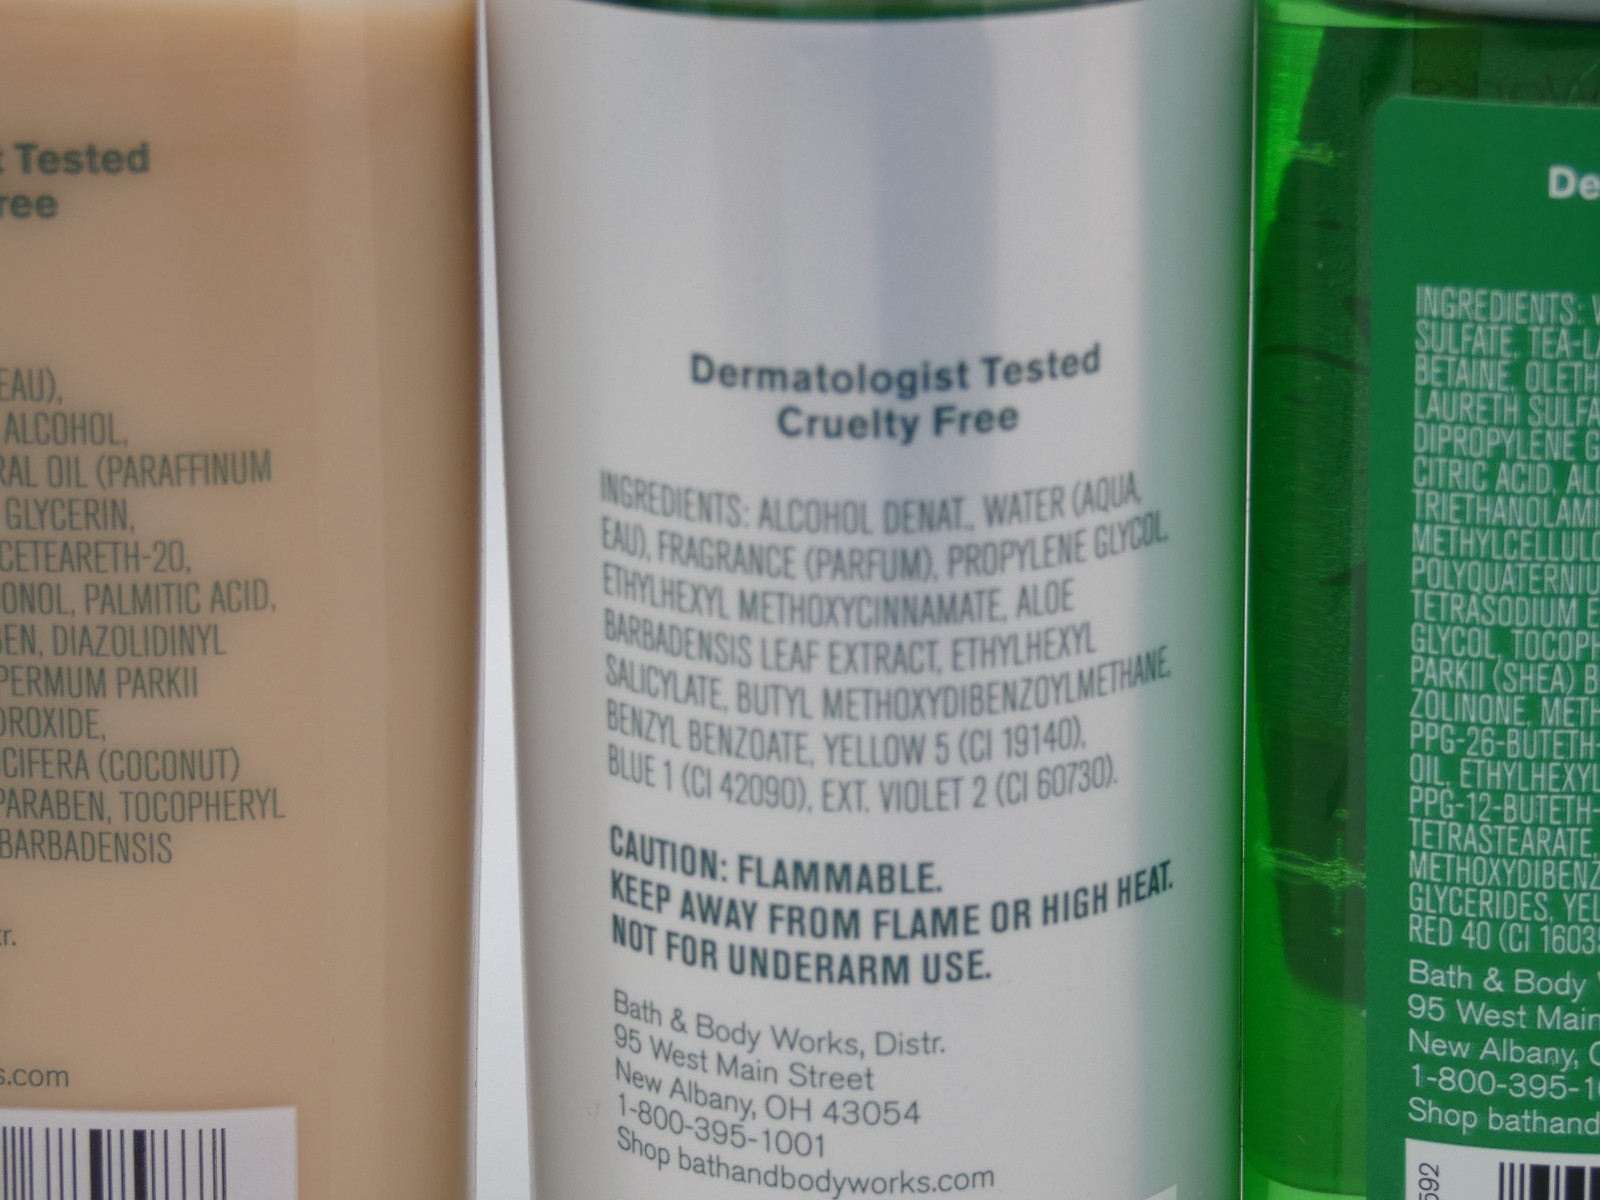 t Tested
ree
EAU),
ALCOHOL,
RAL OIL (PARAFFINUM
GLYCERIN,
CETEARETH-20,
ONOL, PALMITIC ACID,
BEN, DIAZOLIDINYL
PERMUM PARKII
DROXIDE,
CIFERA (COCONUT)
PARABEN, TOCOPHERYL
BARBADENSIS
tr.
s.com
Dermatologist Tested
Cruelty Free
INGREDIENTS: ALCOHOL DENAT., WATER (AQUA,
EAU), FRAGRANCE (PARFUM), PROPYLENE GLYCOL,
ETHYLHEXYL METHOXYCINNAMATE, ALOE
BARBADENSIS LEAF EXTRACT, ETHYLHEXYL
SALICYLATE, BUTYL METHOXYDIBENZOYLMETHANE,
BENZYL BENZOATE, YELLOW 5 (CI 19140),
BLUE 1 (CI 42090), EXT. VIOLET 2 (CI 60730).
CAUTION: FLAMMABLE.
KEEP AWAY FROM FLAME OR HIGH HEAT.
NOT FOR UNDERARM USE.
Bath & Body Works, Distr.
95 West Main Street
New Albany, OH 43054
1-800-395-1001
Shop bathandbodyworks.com
De
INGREDIENTS: W
SULFATE, TEA-LA
BETAINE, OLETH
LAURETH SULFA
DIPROPYLENE G
CITRIC ACID, ALO
TRIETHANOLAMI
METHYLCELLULO
POLYQUATERNIU
TETRASODIUM E
GLYCOL, TOCOPH
PARKII (SHEA) B
ZOLINONE, METH
PPG-26-BUTETH-
OIL, ETHYLHEXYL
PPG-12-BUTETH-
TETRASTEARATE,
METHOXYDIBENZ
GLYCERIDES, YEL
RED 40 (CI 1603
Bath & Body W
95 West Main
New Albany, O
1-800-395-10
Shop bathand
592